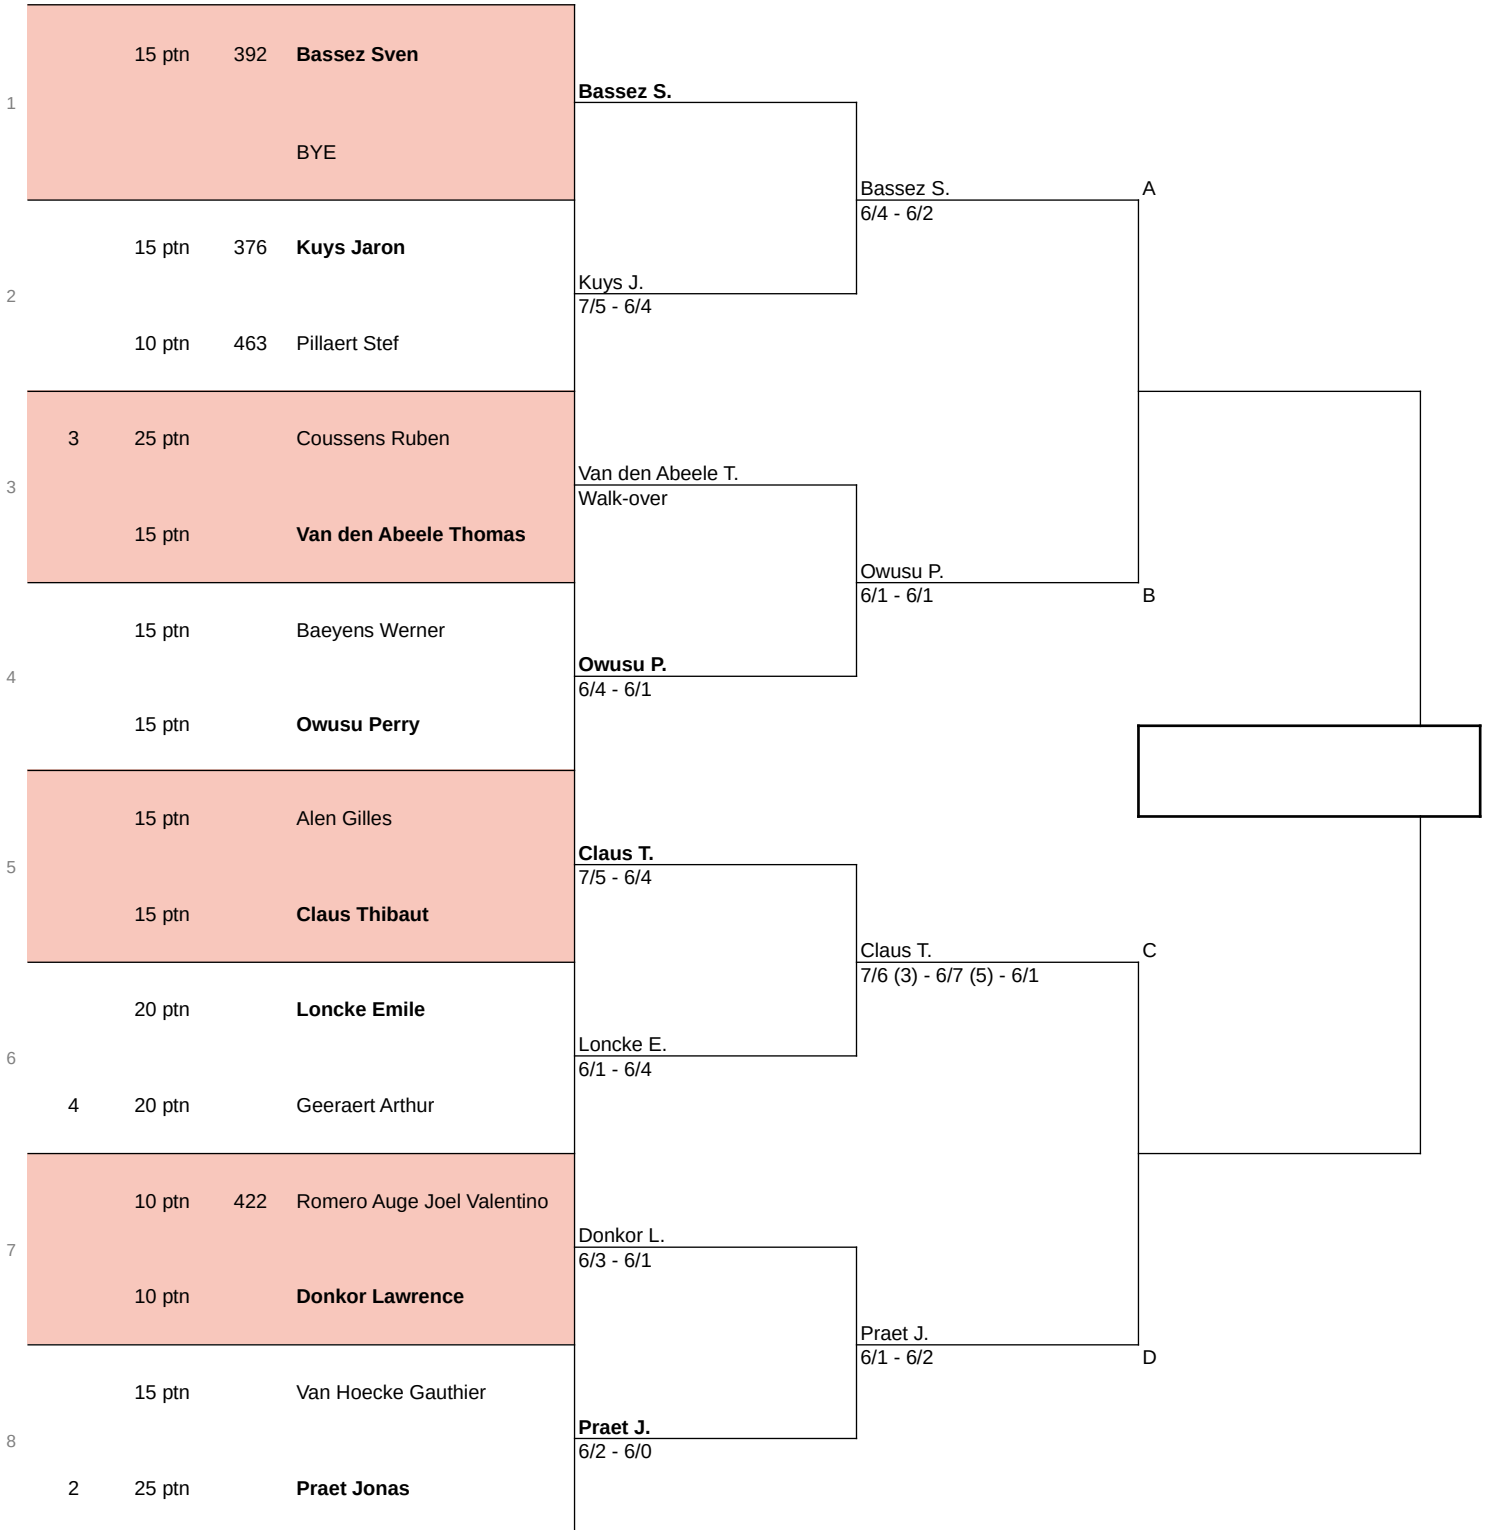 15 ptn 392 Bassez Sven
Bassez S.
1
BYE
Bassez S. A
6/4 - 6/2
15 ptn 376 Kuys Jaron
Kuys J.
2
7/5 - 6/4
10 ptn 463 Pillaert Stef
3 25 ptn Coussens Ruben
Van den Abeele T.
3
Walk-over
15 ptn Van den Abeele Thomas
Owusu P.
6/1 - 6/1 B
15 ptn Baeyens Werner
Owusu P.
4
6/4 - 6/1
15 ptn Owusu Perry
15 ptn Alen Gilles
Claus T.
5
7/5 - 6/4
15 ptn Claus Thibaut
Claus T. C
7/6 (3) - 6/7 (5) - 6/1
20 ptn Loncke Emile
Loncke E.
6
6/1 - 6/4
4 20 ptn Geeraert Arthur
10 ptn 422 Romero Auge Joel Valentino
Donkor L.
7
6/3 - 6/1
10 ptn Donkor Lawrence
Praet J.
6/1 - 6/2 D
15 ptn Van Hoecke Gauthier
Praet J.
8
6/2 - 6/0
2 25 ptn Praet Jonas